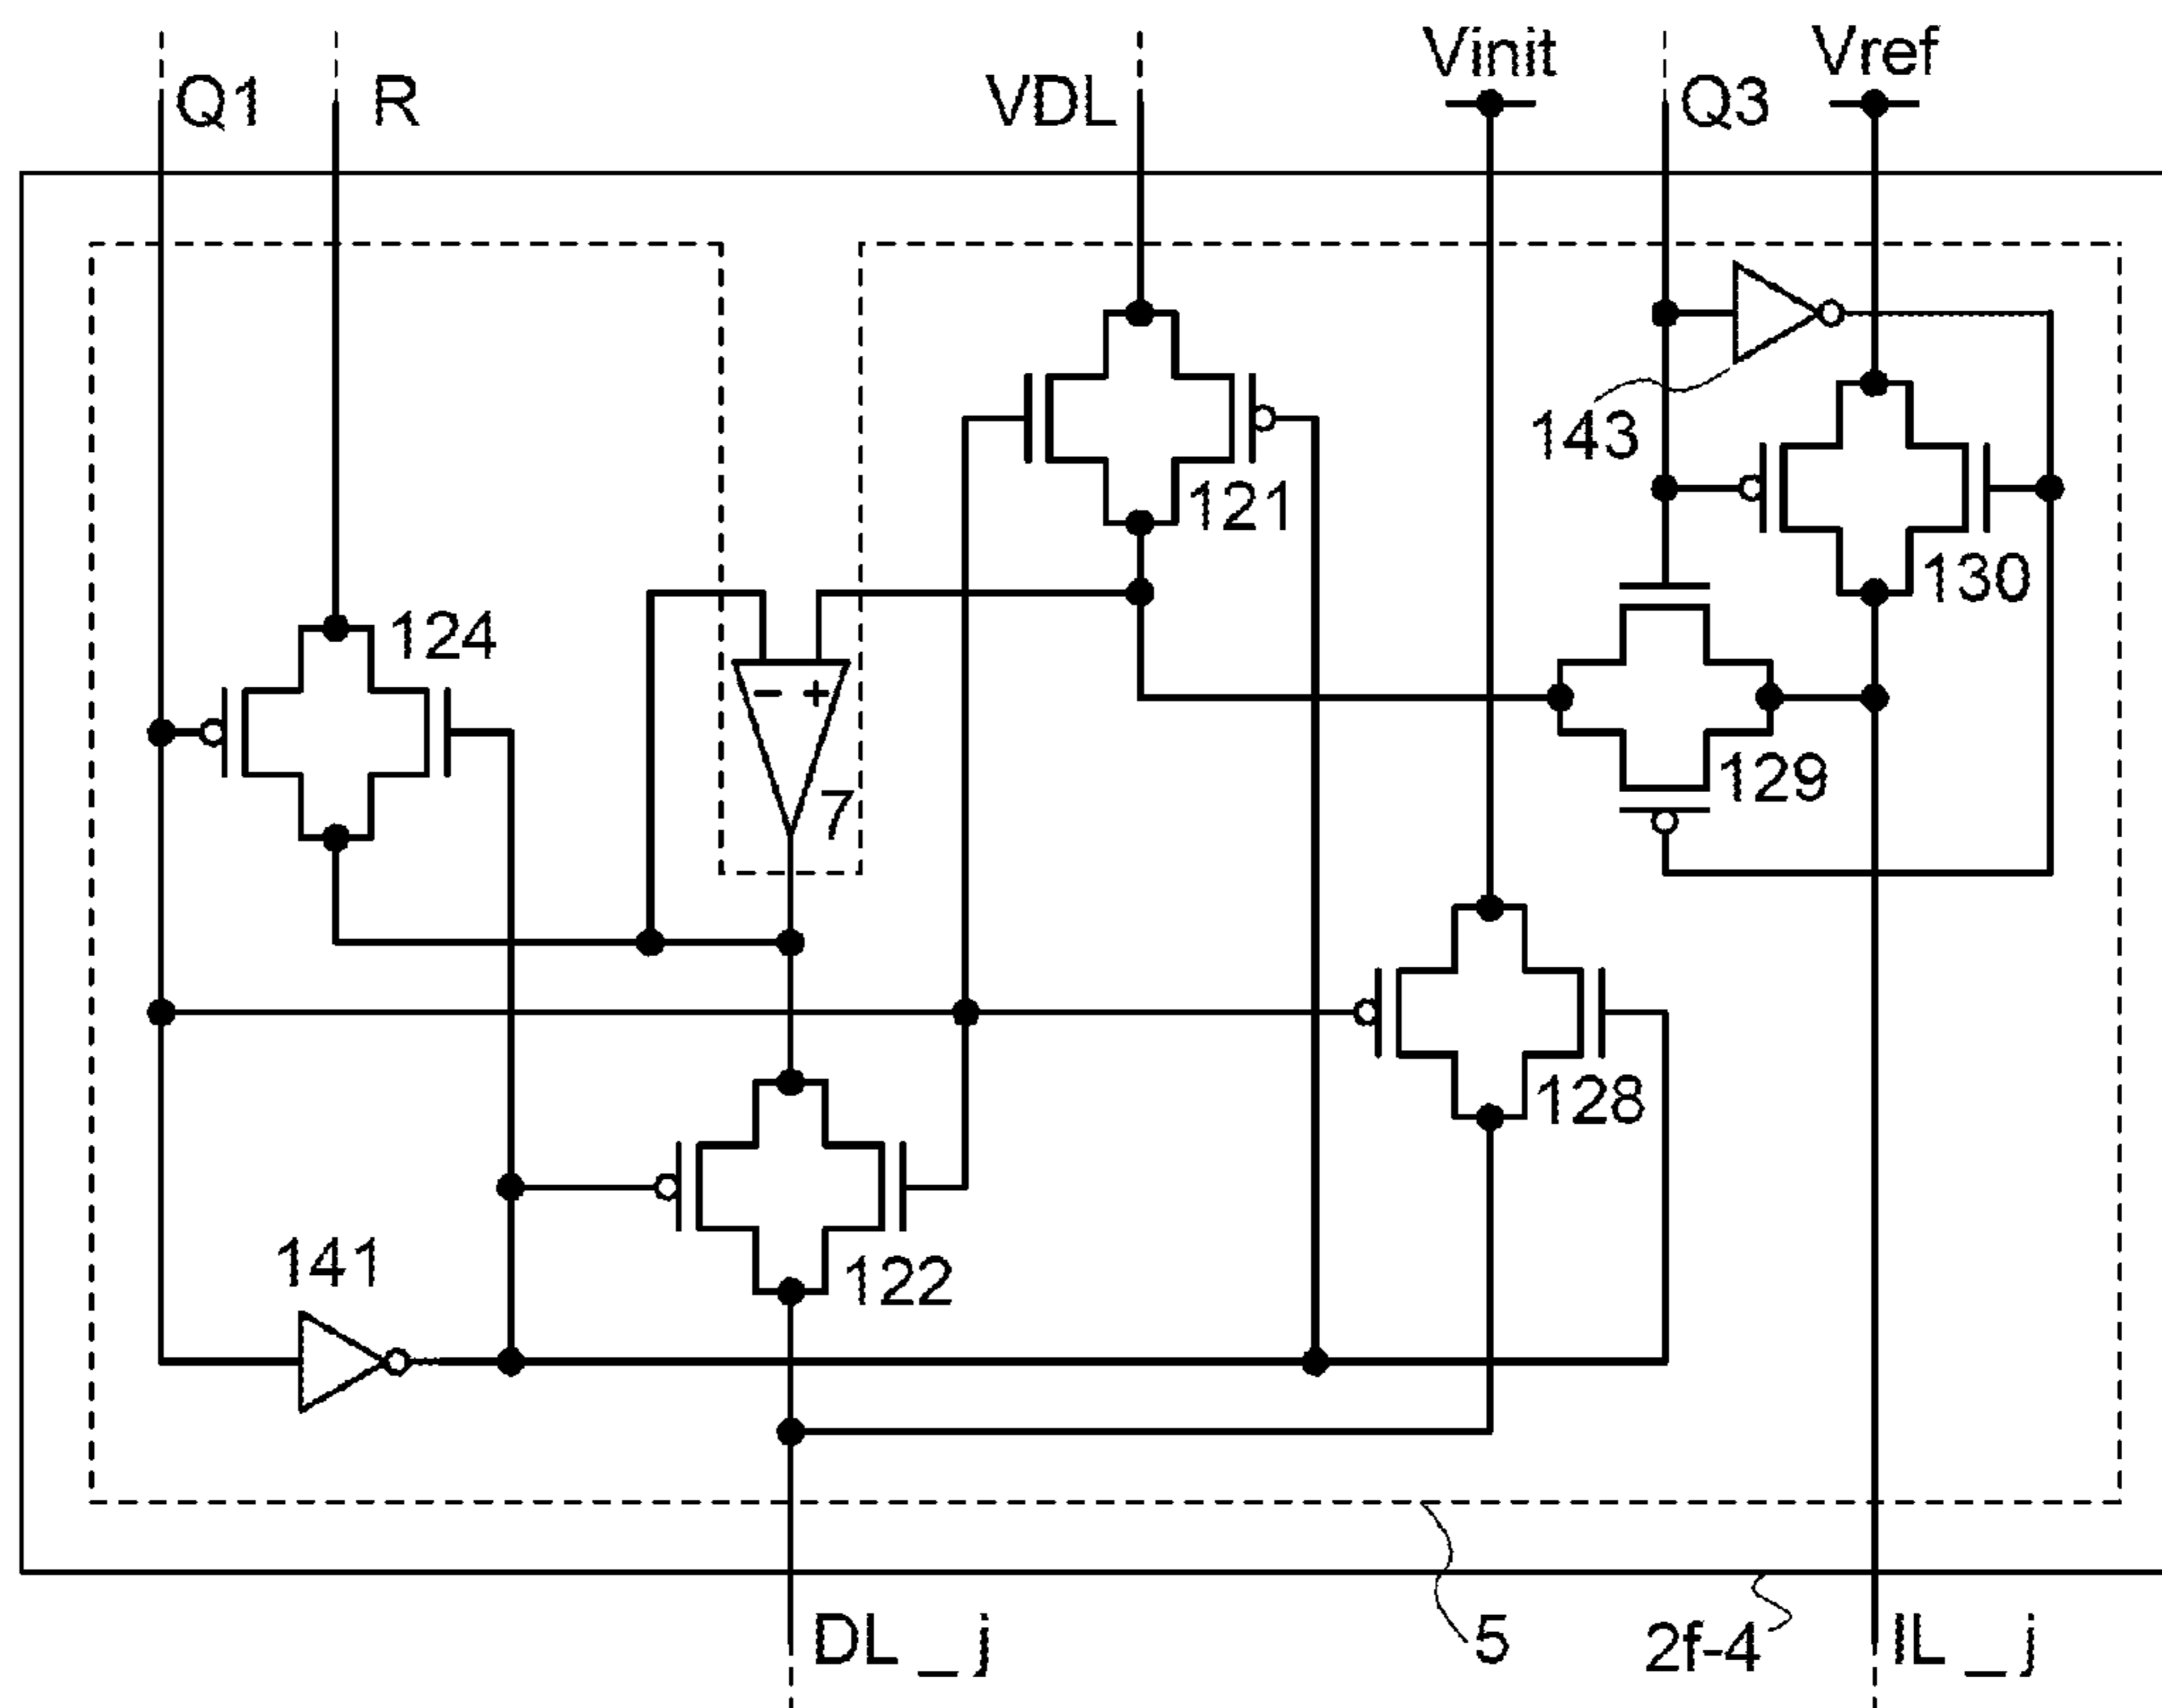 Q1
R
VDL
Vinit
Q3
Vref
143
121
130
124
- +
7
129
128
141
122
DL _ j
5
2f-4
IL _ j